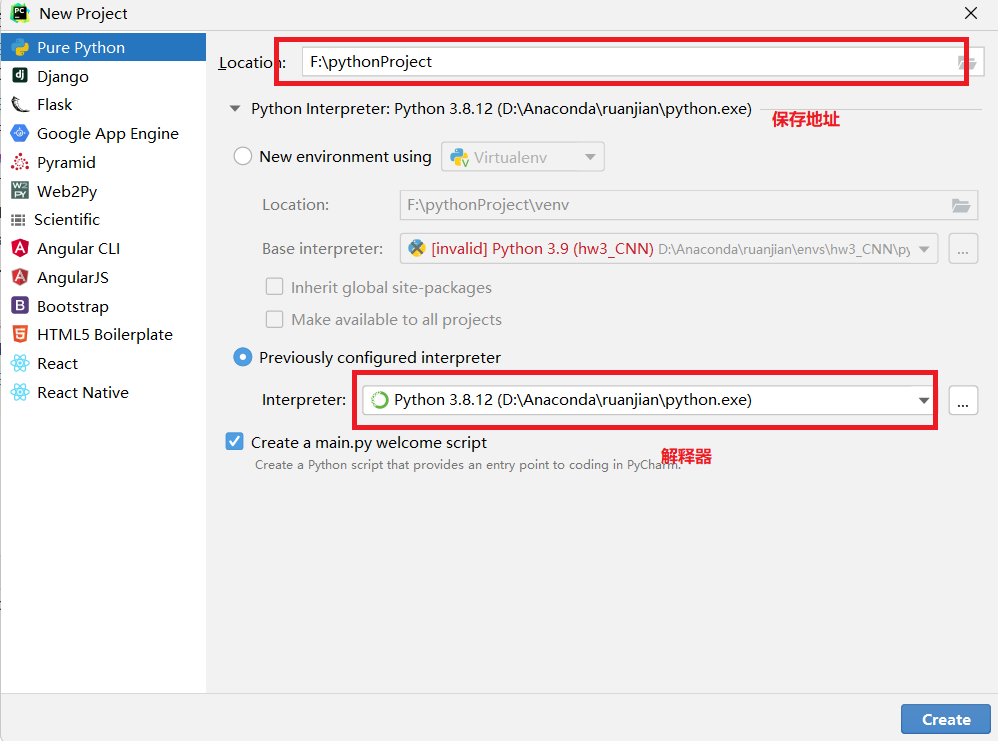 New Project
Pure Python
Django
Flask
Google App Engine
Pyramid
Web2Py
Scientific
Angular CLI
AngularJS
Bootstrap
HTML5 Boilerplate
React
React Native
Location: F:\pythonProject
Python Interpreter: Python 3.8.12 (D:\Anaconda\ruanjian\python.exe)
保存地址
New environment using Virtualenv
Location: F:\pythonProject\venv
Base interpreter: [invalid] Python 3.9 (hw3_CNN) D:\Anaconda\ruanjian\envs\hw3_CNN\py ...
Inherit global site-packages
Make available to all projects
Previously configured interpreter
Interpreter: Python 3.8.12 (D:\Anaconda\ruanjian\python.exe) ...
Create a main.py welcome script
Create a Python script that provides an entry point to coding in PyCharm.
解释器
Create